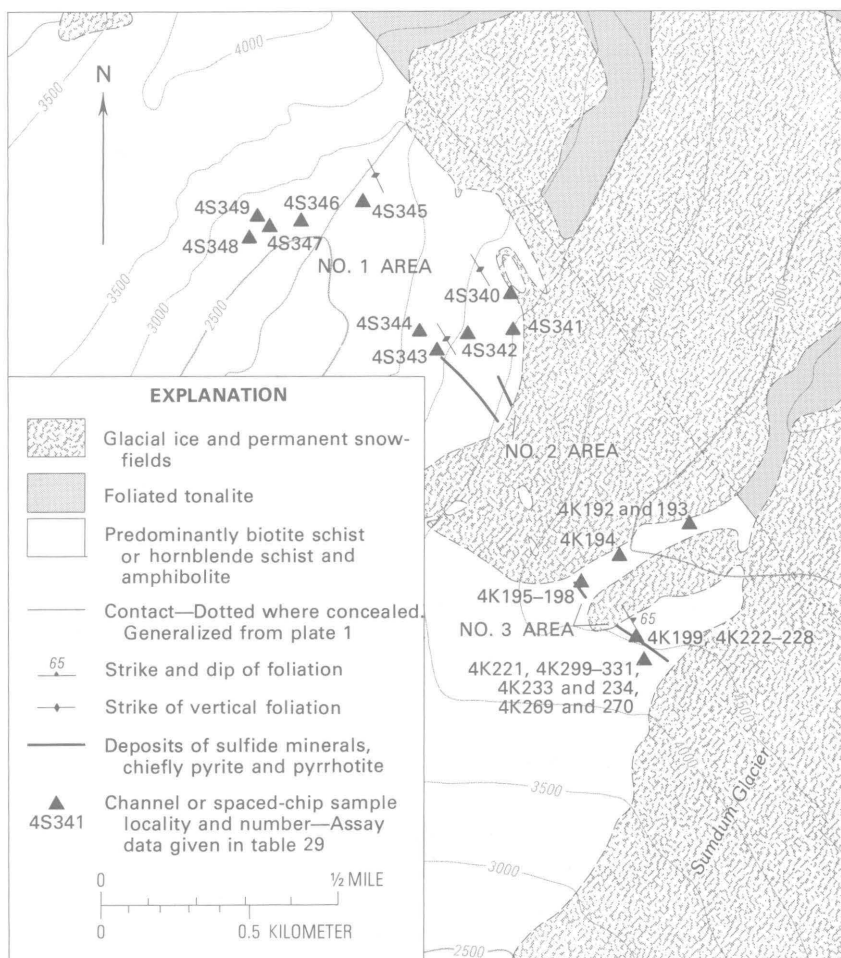 4000
3500
N
4S349
4S346
4S345
4S348
4S347
NO. 1 AREA
3500
3000
2500
4S340
4S344
4S341
4S343
4S342
NO. 2 AREA
4K192 and 193
4K194
4K195–198
65
NO. 3 AREA
4K199, 4K222–228
4K221, 4K299–331,
4K233 and 234,
4K269 and 270
4000
3500
3000
2500
Sumdum Glacier
EXPLANATION
Glacial ice and permanent snow-
fields
Foliated tonalite
Predominantly biotite schist
or hornblende schist and
amphibolite
Contact—Dotted where concealed.
Generalized from plate 1
65
Strike and dip of foliation
Strike of vertical foliation
Deposits of sulfide minerals,
chiefly pyrite and pyrrhotite
4S341
Channel or spaced-chip sample
locality and number—Assay
data given in table 29
0 ½ MILE
0 0.5 KILOMETER